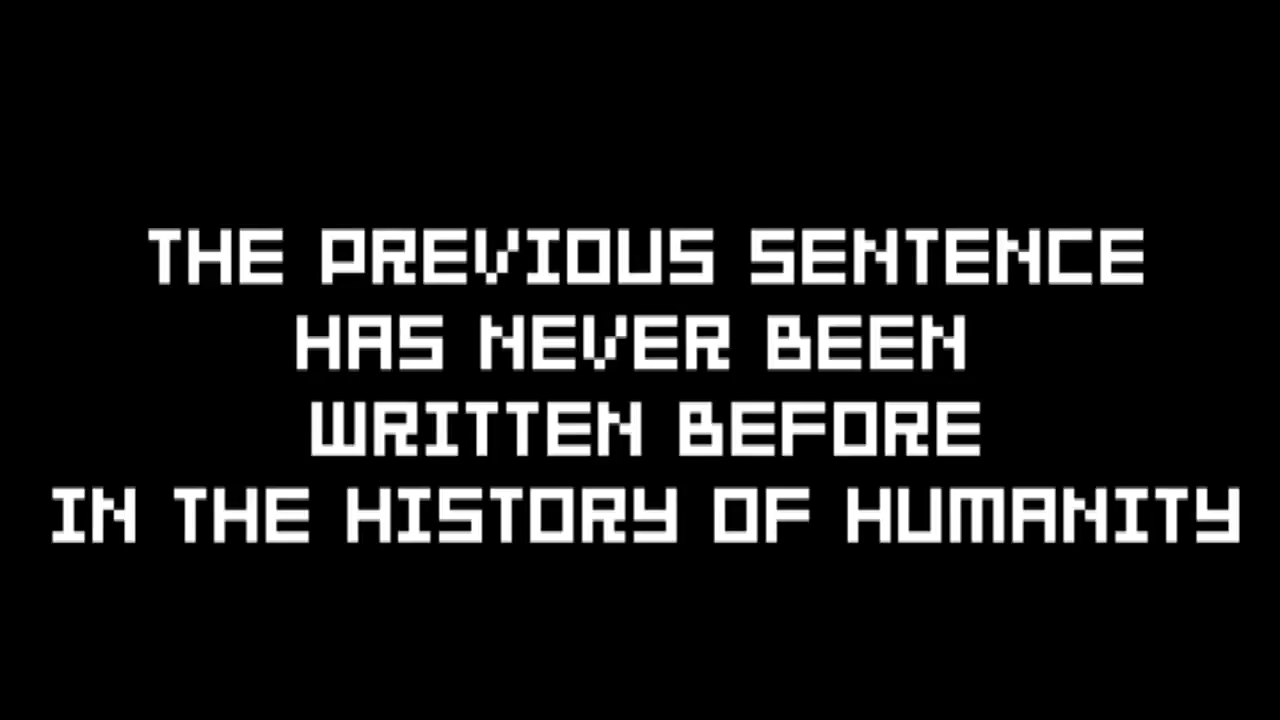 THE PREVIOUS SENTENCE
HAS NEVER BEEN
WRITTEN BEFORE
IN THE HISTORY OF HUMANITY